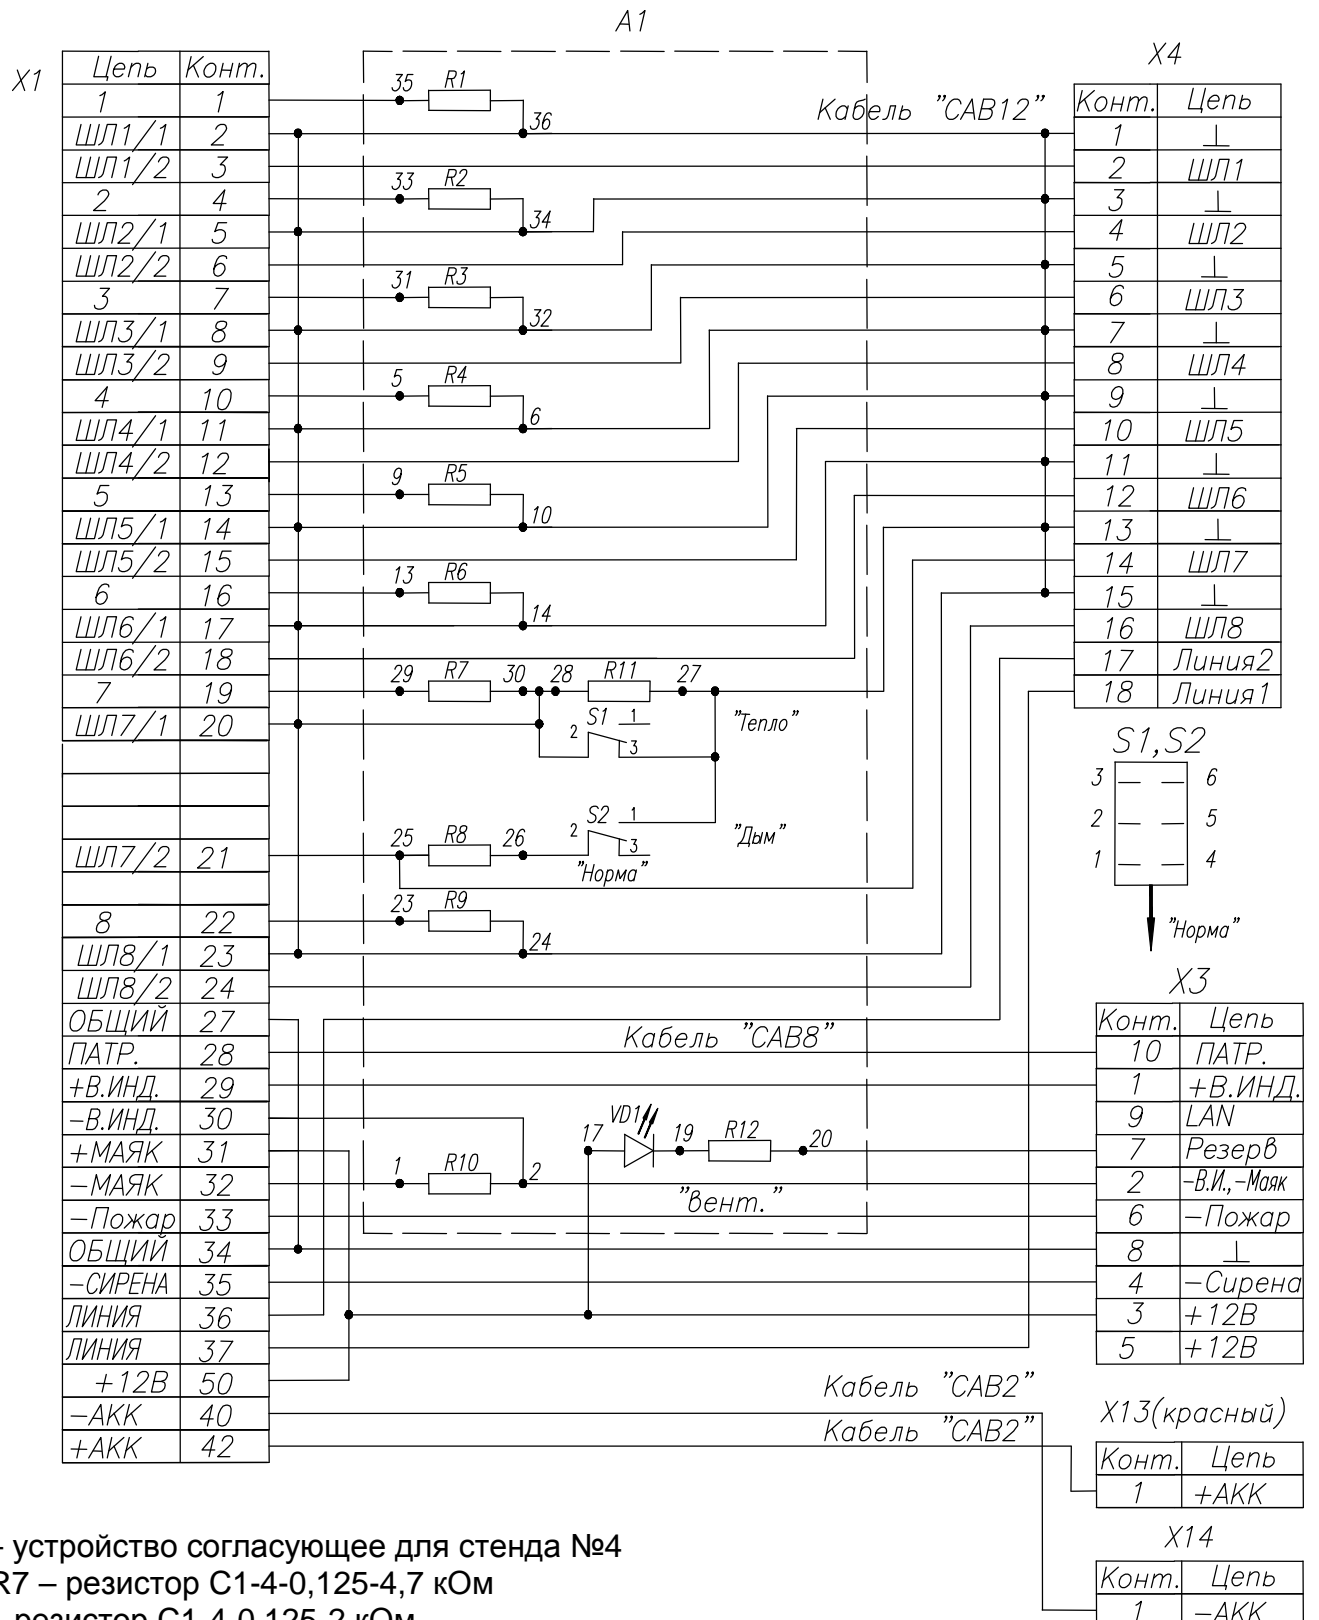 A1
X1
Цепь Конт.
1 1
ШЛ1/1 2
ШЛ1/2 3
2 4
ШЛ2/1 5
ШЛ2/2 6
3 7
ШЛ3/1 8
ШЛ3/2 9
4 10
ШЛ4/1 11
ШЛ4/2 12
5 13
ШЛ5/1 14
ШЛ5/2 15
6 16
ШЛ6/1 17
ШЛ6/2 18
7 19
ШЛ7/1 20
ШЛ7/2 21
8 22
ШЛ8/1 23
ШЛ8/2 24
ОБЩИЙ 27
ПАТР. 28
+В.ИНД. 29
-В.ИНД. 30
+МАЯК 31
-МАЯК 32
-Пожар 33
ОБЩИЙ 34
-СИРЕНА 35
ЛИНИЯ 36
ЛИНИЯ 37
+12В 50
-АКК 40
+АКК 42
35 R1 36
33 R2 34
31 R3 32
5 R4 6
9 R5 10
13 R6 14
29 R7 30 28 R11 27
S1 1 2 3 "Тепло"
S2 1 2 3 "Дым"
25 R8 26
"Норма"
23 R9 24
Кабель "САВ12"
Кабель "САВ8"
17 VD1 19 R12 20
1 R10 2
"Вент."
Кабель "САВ2"
Кабель "САВ2"
X4
Конт. Цепь
1 ⊥
2 ШЛ1
3 ⊥
4 ШЛ2
5 ⊥
6 ШЛ3
7 ⊥
8 ШЛ4
9 ⊥
10 ШЛ5
11 ⊥
12 ШЛ6
13 ⊥
14 ШЛ7
15 ⊥
16 ШЛ8
17 Линия2
18 Линия1
S1,S2
3 6
2 5
1 4
"Норма"
X3
Конт. Цепь
10 ПАТР.
1 +В.ИНД.
9 LAN
7 Резерв
2 -В.И.,-Маяк
6 -Пожар
8 ⊥
4 -Сирена
3 +12В
5 +12В
X13(красный)
Конт. Цепь
1 +АКК
X14
Конт. Цепь
1 -АКК
- устройство согласующее для стенда №4
R7 – резистор С1-4-0,125-4,7 кОм
резистор С1-4-0,125-2 кОм